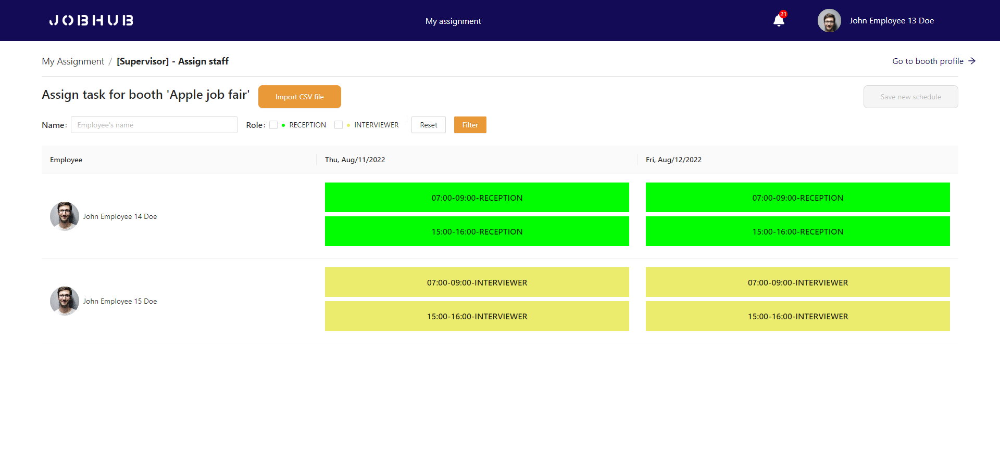 JOBHUB
My assignment
21
John Employee 13 Doe
My Assignment / [Supervisor] - Assign staff
Go to booth profile →
Assign task for booth 'Apple job fair'
Import CSV file
Save new schedule
Name: Employee's name
Role: RECEPTION INTERVIEWER
Reset
Filter
Employee
Thu, Aug/11/2022
Fri, Aug/12/2022
John Employee 14 Doe
07:00-09:00-RECEPTION
07:00-09:00-RECEPTION
15:00-16:00-RECEPTION
15:00-16:00-RECEPTION
John Employee 15 Doe
07:00-09:00-INTERVIEWER
07:00-09:00-INTERVIEWER
15:00-16:00-INTERVIEWER
15:00-16:00-INTERVIEWER